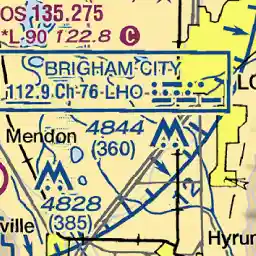 OS 135.275
*L 90 122.8 C
BRIGHAM CITY
112.9 Ch 76 LHO
LO
Mendon
4844
(360)
4828
(385)
ville
Hyrum